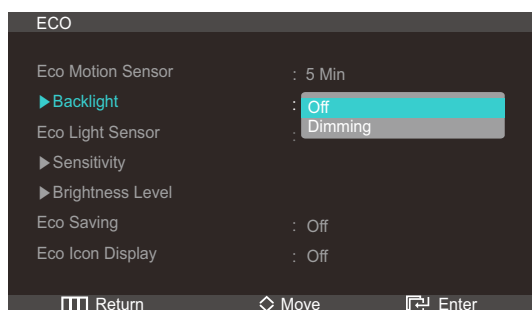 ECO
Eco Motion Sensor : 5 Min
▶Backlight : Off
Dimming
Eco Light Sensor :
▶Sensitivity
▶Brightness Level
Eco Saving : Off
Eco Icon Display : Off
Return Move Enter